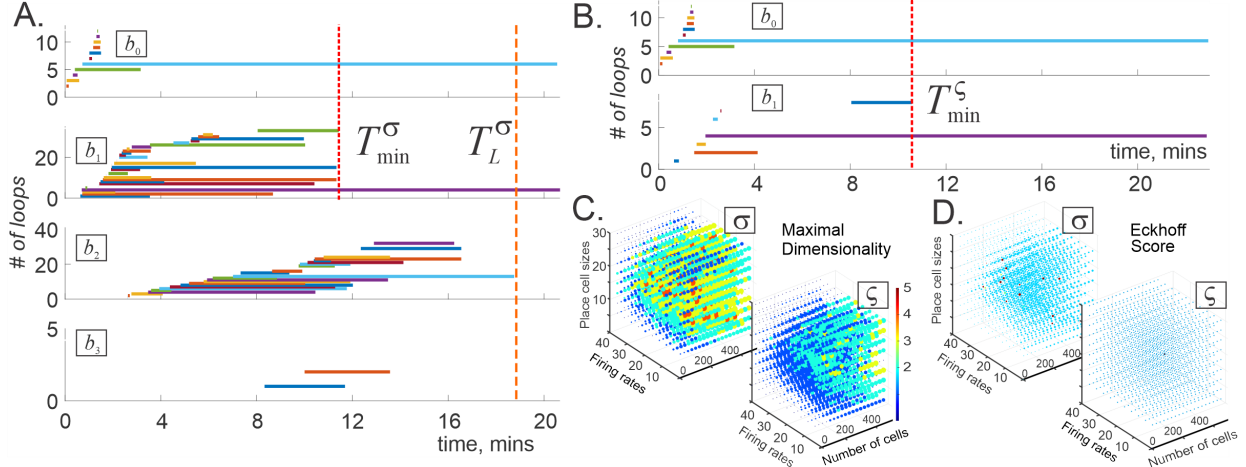 A.
# of loops
10
5
0
b₀
20
0
b₁
T^σ_min
T^σ_L
40
20
0
b₂
5
0
b₃
0
4
8
12
16
20
time, mins
B.
# of loops
10
5
0
b₀
7
0
b₁
T^ς_min
time, mins
0
4
8
12
16
20
C.
σ
Maximal
Dimensionality
Place cell sizes
30
20
10
40
30
20
10
Firing rates
0
200
400
ς
5
4
3
2
40
30
20
10
Firing rates
0
200
400
Number of cells
D.
σ
Eckhoff
Score
Place cell sizes
40
30
20
10
Firing rates
0
200
400
ς
40
30
20
10
Firing rates
0
200
400
Number of cells